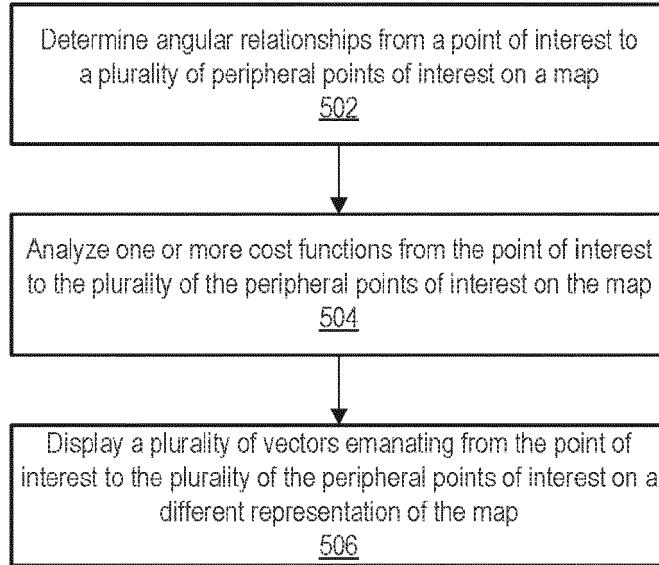 Determine angular relationships from a point of interest to
a plurality of peripheral points of interest on a map
502
Analyze one or more cost functions from the point of interest
to the plurality of the peripheral points of interest on the map
504
Display a plurality of vectors emanating from the point of
interest to the plurality of the peripheral points of interest on a
different representation of the map
506